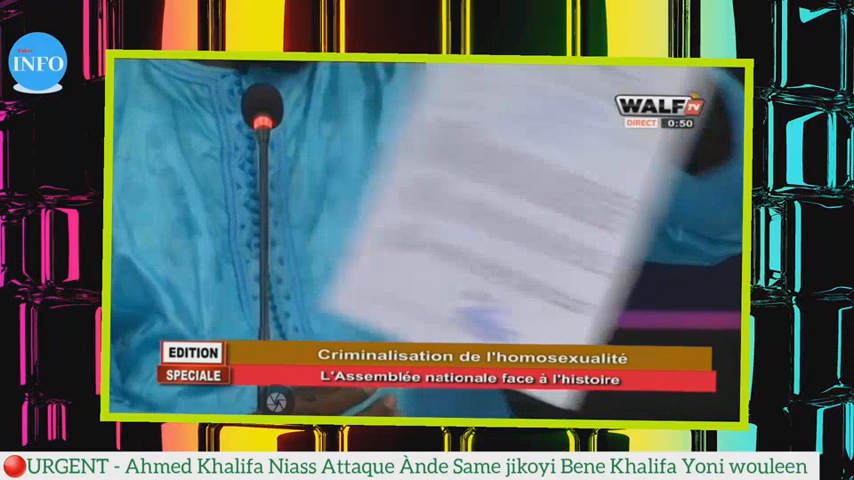 Dakar
INFO
WALF TV
DIRECT 0:50
EDITION
Criminalisation de l'homosexualité
SPECIALE
L'Assemblée nationale face à l'histoire
🔴URGENT - Ahmed Khalifa Niass Attaque Ànde Same jikoyi Bene Khalifa Yoni wouleen